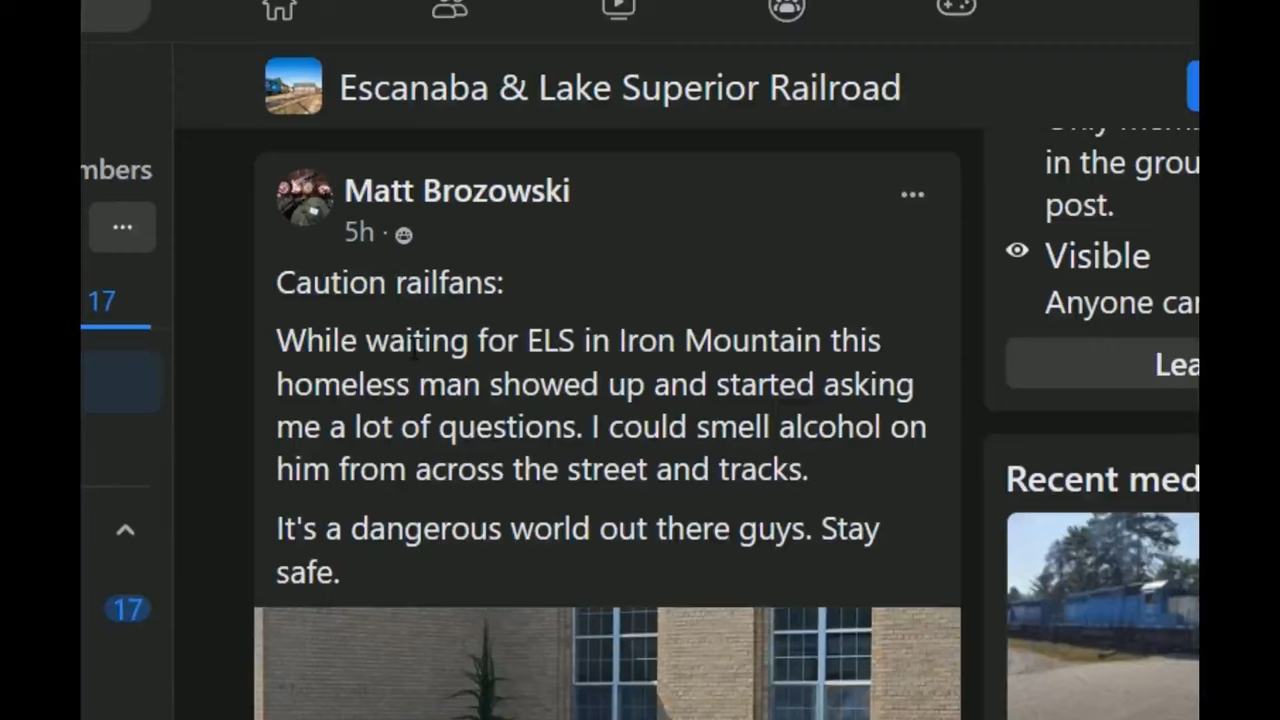 Escanaba & Lake Superior Railroad
mbers
17
17
Matt Brozowski
5h ·
Caution railfans:
While waiting for ELS in Iron Mountain this
homeless man showed up and started asking
me a lot of questions. I could smell alcohol on
him from across the street and tracks.
It's a dangerous world out there guys. Stay
safe.
in the grou
post.
Visible
Anyone car
Lea
Recent med